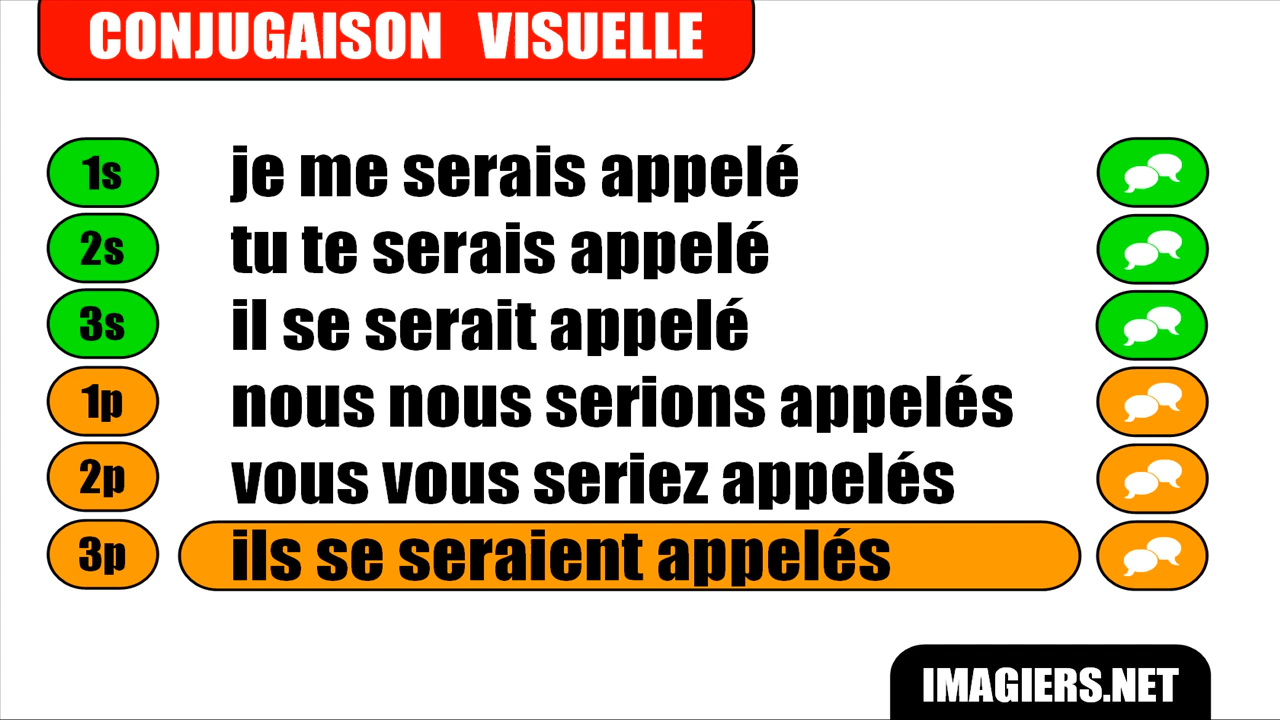 CONJUGAISON VISUELLE
1s je me serais appelé
2s tu te serais appelé
3s il se serait appelé
1p nous nous serions appelés
2p vous vous seriez appelés
3p ils se seraient appelés
IMAGIERS.NET